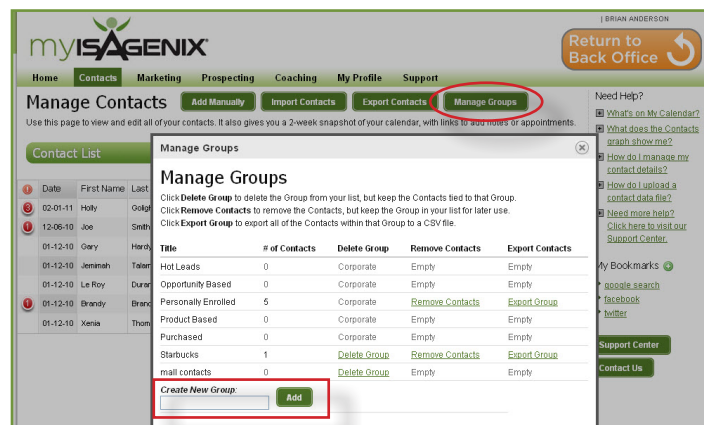 | BRIAN ANDERSON
myISAGENIX
Return to
Back Office
Home Contacts Marketing Prospecting Coaching My Profile Support
Manage Contacts Add Manually Import Contacts Export Contacts Manage Groups
Use this page to view and edit all of your contacts. It also gives you a 2-week snapshot of your calendar, with links to add notes or appointments.
Need Help?
What's on My Calendar?
What does the Contacts
graph show me?
How do I manage my
contact details?
How do I upload a
contact data file?
Need more help?
Click here to visit our
Support Center.
My Bookmarks
google search
facebook
twitter
Support Center
Contact Us
Contact List
Date First Name Last
3 02-01-11 Holly
1 12-06-10 Joe Smith
01-12-10 Gary Hardy
01-12-10 Jemimah
01-12-10 Le Roy
1 01-12-10 Brandy
01-12-10 Xenia Thom
Manage Groups
Manage Groups
Click Delete Group to delete the Group from your list, but keep the Contacts tied to that Group.
Click Remove Contacts to remove the Contacts, but keep the Group in your list for later use.
Click Export Group to export all of the Contacts within that Group to a CSV file.
Title # of Contacts Delete Group Remove Contacts Export Contacts
Hot Leads 0 Corporate Empty Empty
Opportunity Based 0 Corporate Empty Empty
Personally Enrolled 5 Corporate Remove Contacts Export Group
Product Based 0 Corporate Empty Empty
Purchased 0 Corporate Empty Empty
Starbucks 1 Delete Group Remove Contacts Export Group
mall contacts 0 Delete Group Empty Empty
Create New Group:
Add